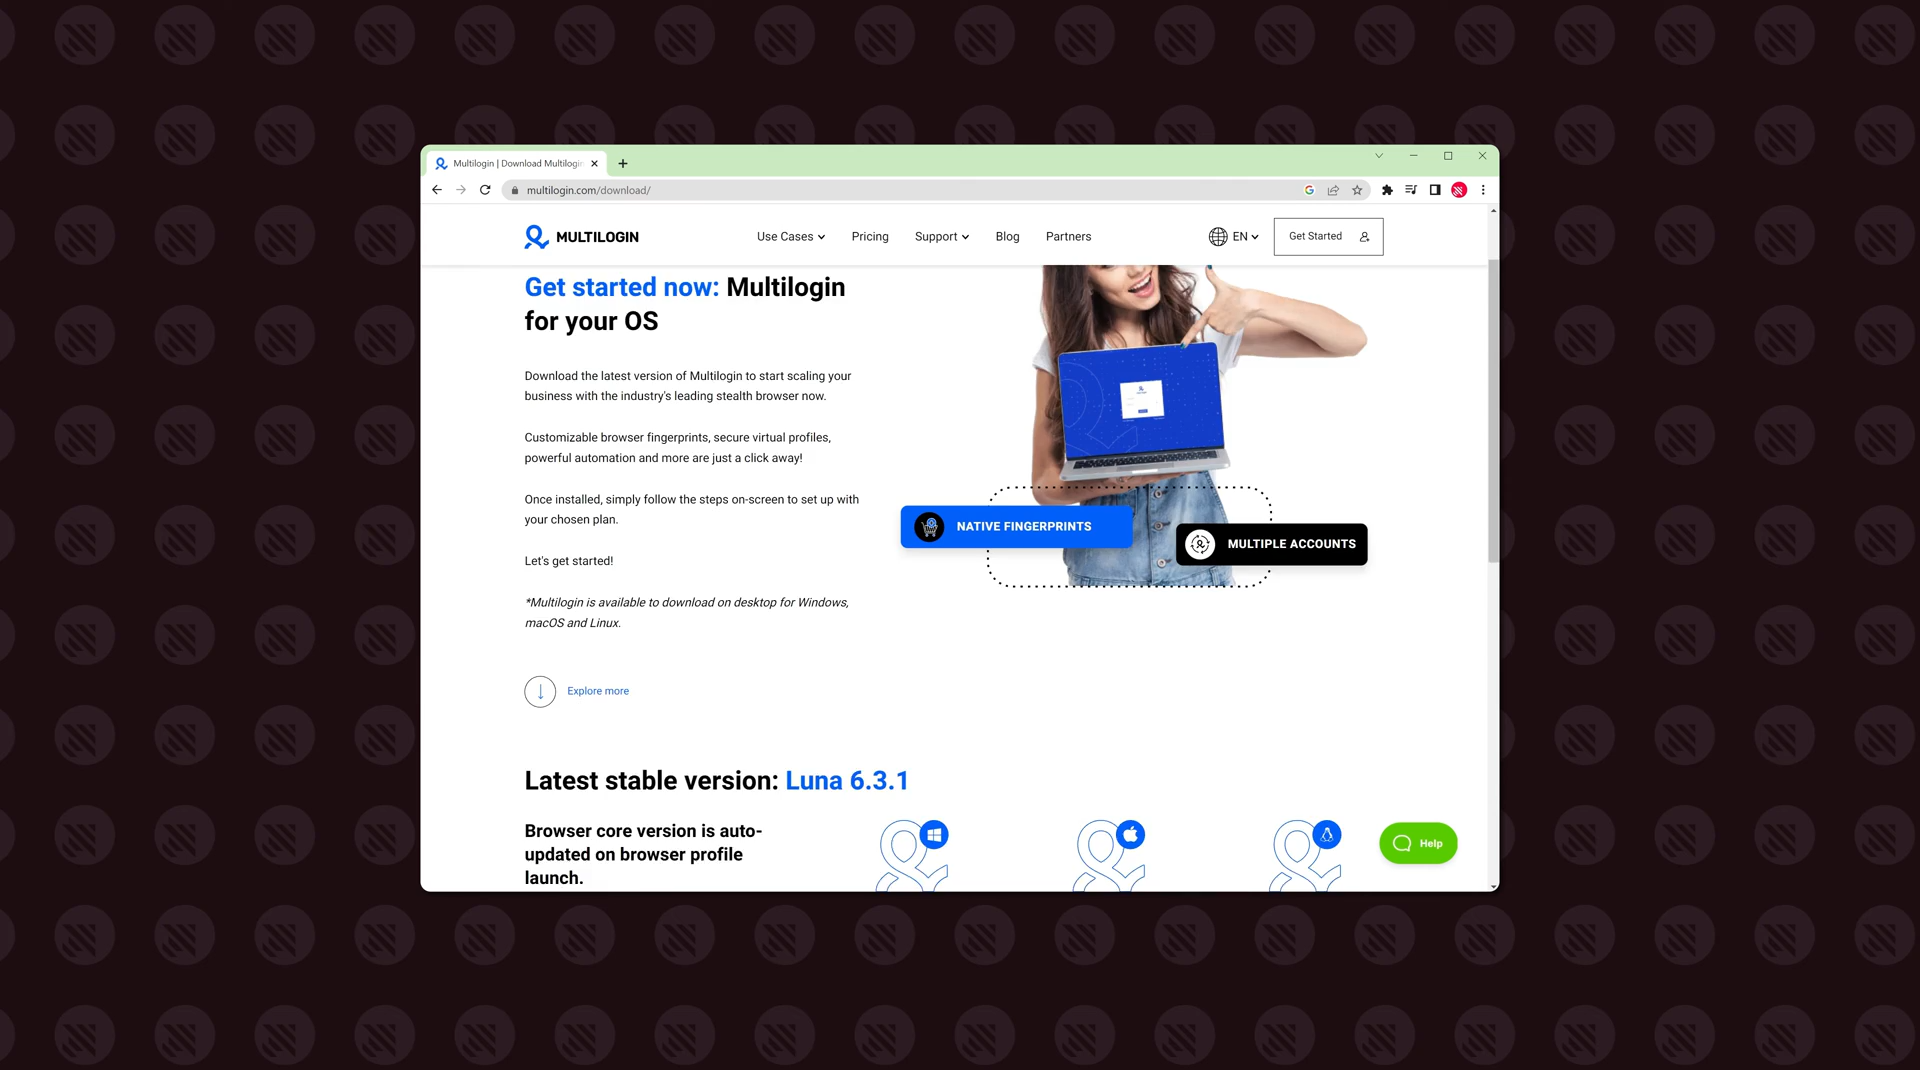 Multilogin | Download Multilogin
multilogin.com/download/
MULTILOGIN
Use Cases
Pricing
Support
Blog
Partners
EN
Get Started
Get started now: Multilogin
for your OS
Download the latest version of Multilogin to start scaling your
business with the industry's leading stealth browser now.
Customizable browser fingerprints, secure virtual profiles,
powerful automation and more are just a click away!
Once installed, simply follow the steps on-screen to set up with
your chosen plan.
Let's get started!
*Multilogin is available to download on desktop for Windows,
macOS and Linux.
Explore more
NATIVE FINGERPRINTS
MULTIPLE ACCOUNTS
Latest stable version: Luna 6.3.1
Browser core version is auto-
updated on browser profile
launch.
Help